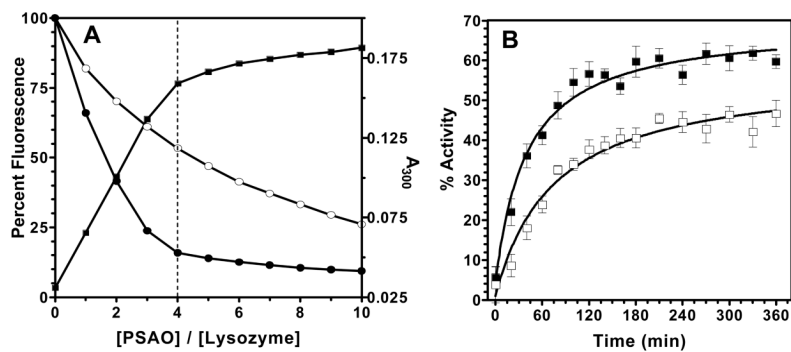 A
Percent Fluorescence
100
75
50
25
0
0 2 4 6 8 10
[PSAO] / [Lysozyme]
0.175
0.125
0.075
0.025
A300
B
% Activity
70
60
50
40
30
20
10
0
0 60 120 180 240 300 360
Time (min)